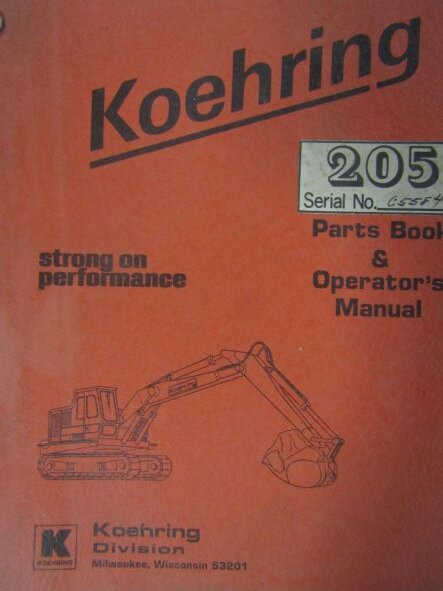 Koehring
205
Serial No.
Parts Book
&
Operator's
Manual
strong on
performance
K
KOEHRING
Koehring
Division
Milwaukee, Wisconsin 53201